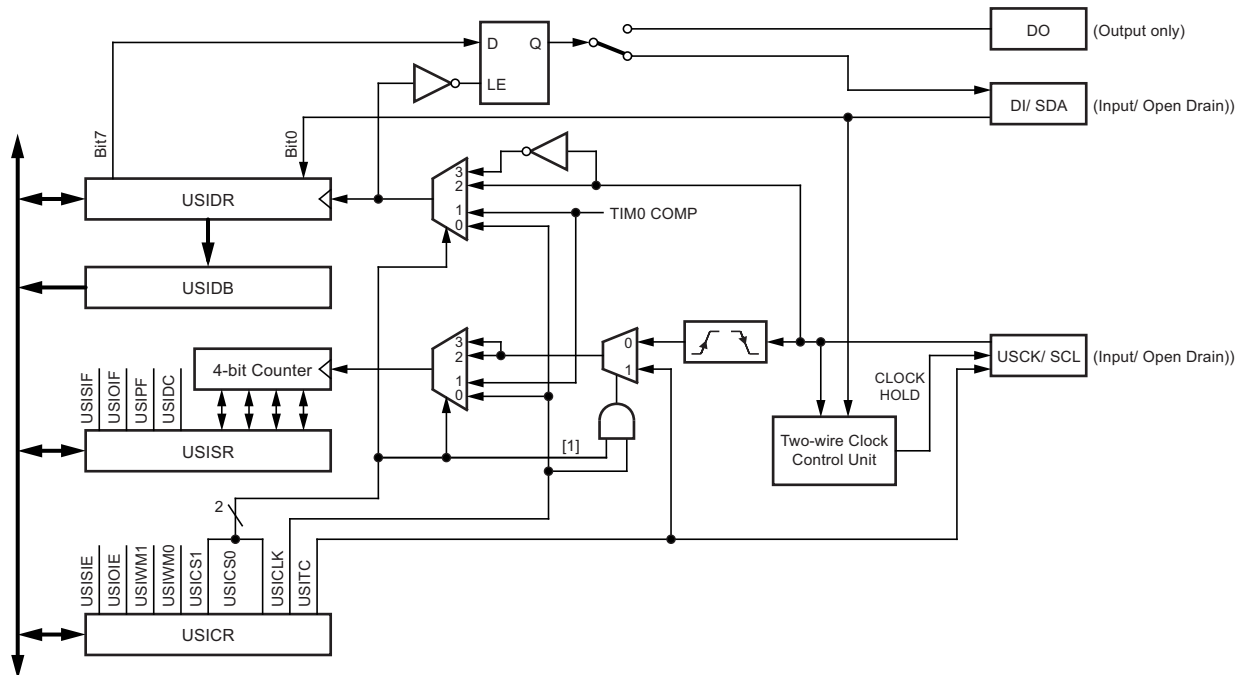 DO (Output only)
D Q
LE
DI/ SDA (Input/ Open Drain))
Bit7
Bit0
3
2
1
0
USIDR
TIM0 COMP
USIDB
3
2
1
0
0
1
4-bit Counter
USCK/ SCL (Input/ Open Drain))
CLOCK
HOLD
USISIF
USIOIF
USIPF
USIDC
USISR
[1]
Two-wire Clock
Control Unit
2
USISIE
USIOIE
USIWM1
USIWM0
USICS1
USICS0
USICLK
USITC
USICR